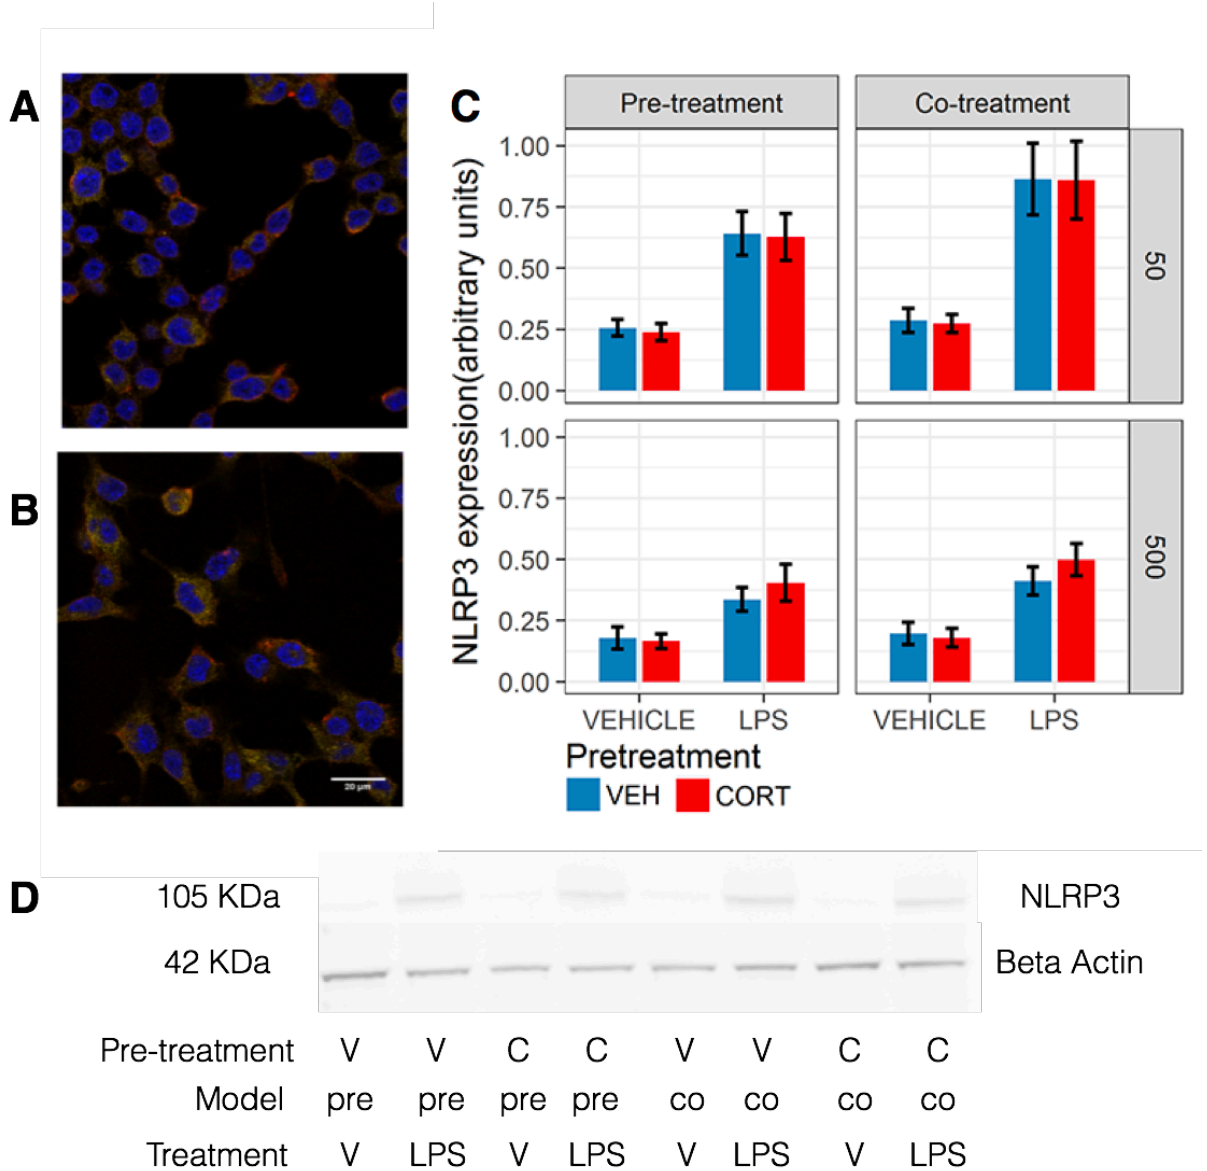 A
B
20 µm
C
Pre-treatment
Co-treatment
NLRP3 expression(arbitrary units)
1.00
0.75
0.50
0.25
0.00
50
1.00
0.75
0.50
0.25
0.00
500
VEHICLE LPS VEHICLE LPS
Pretreatment
VEH CORT
D
105 KDa NLRP3
42 KDa Beta Actin
Pre-treatment V V C C V V C C
Model pre pre pre pre co co co co
Treatment V LPS V LPS V LPS V LPS